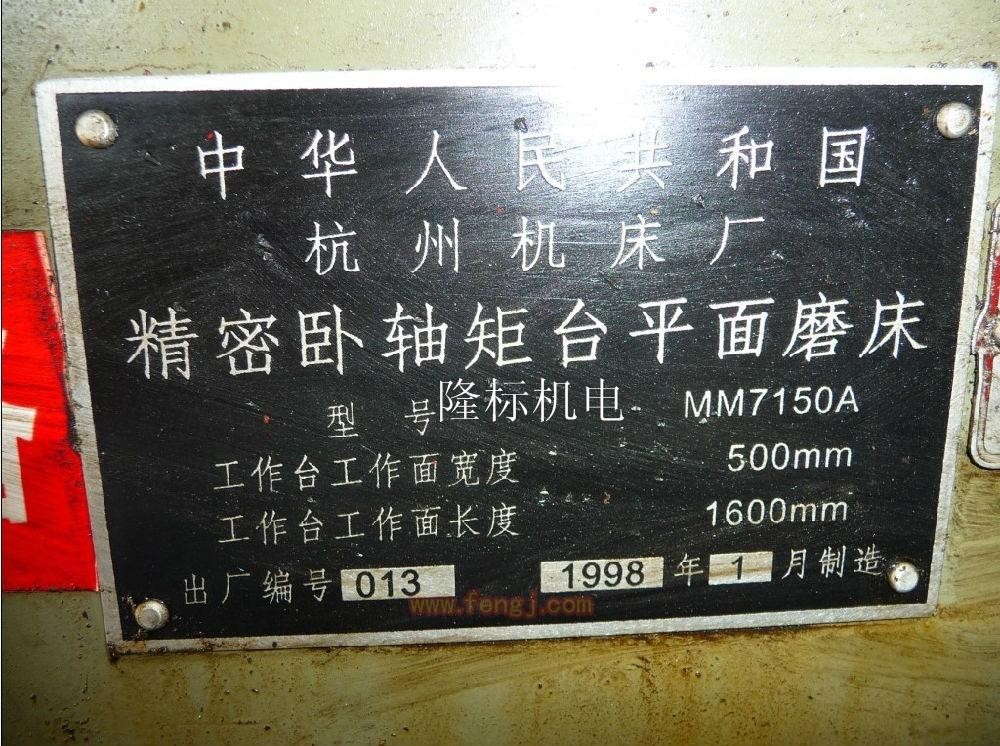 中华人民共和国
杭州机床厂
精密卧轴矩台平面磨床
型号 隆标机电 MM7150A
工作台工作面宽度 500mm
工作台工作面长度 1600mm
出厂编号 013 1998 年 1 月制造
www.fengj.com